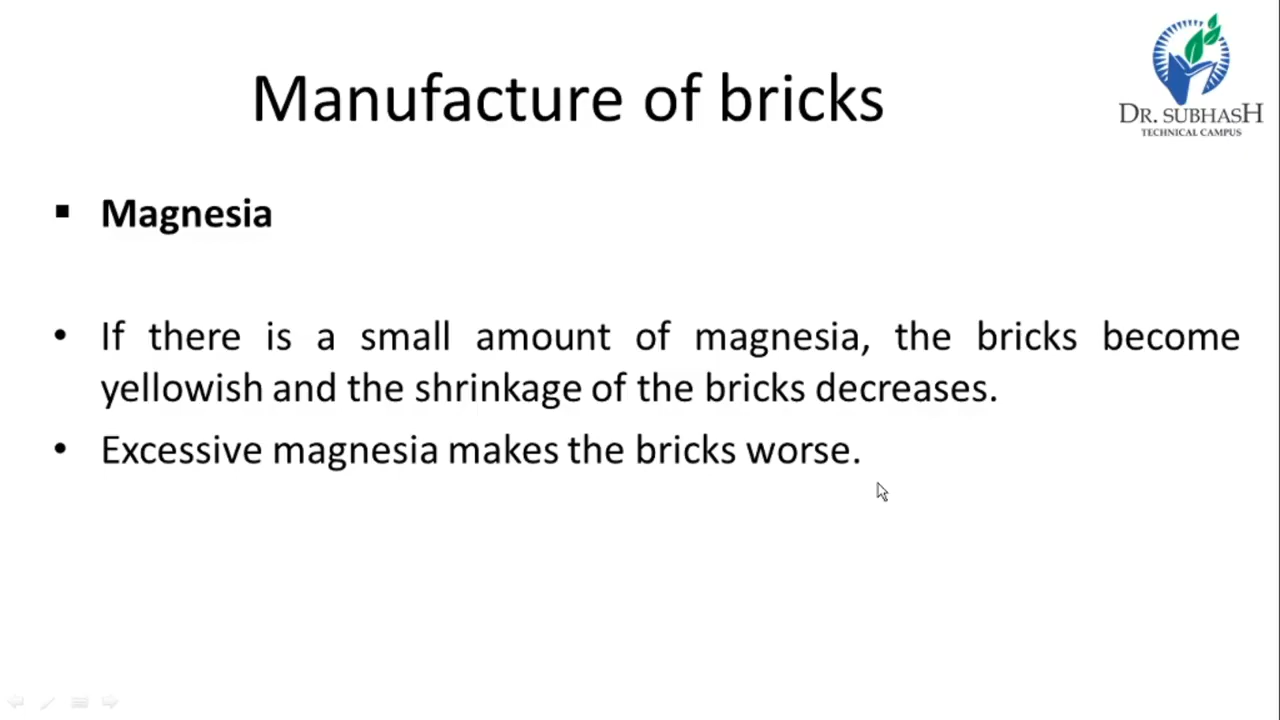 Manufacture of bricks
DR. SUBHASH
TECHNICAL CAMPUS
▪ Magnesia
• If there is a small amount of magnesia, the bricks become
yellowish and the shrinkage of the bricks decreases.
• Excessive magnesia makes the bricks worse.